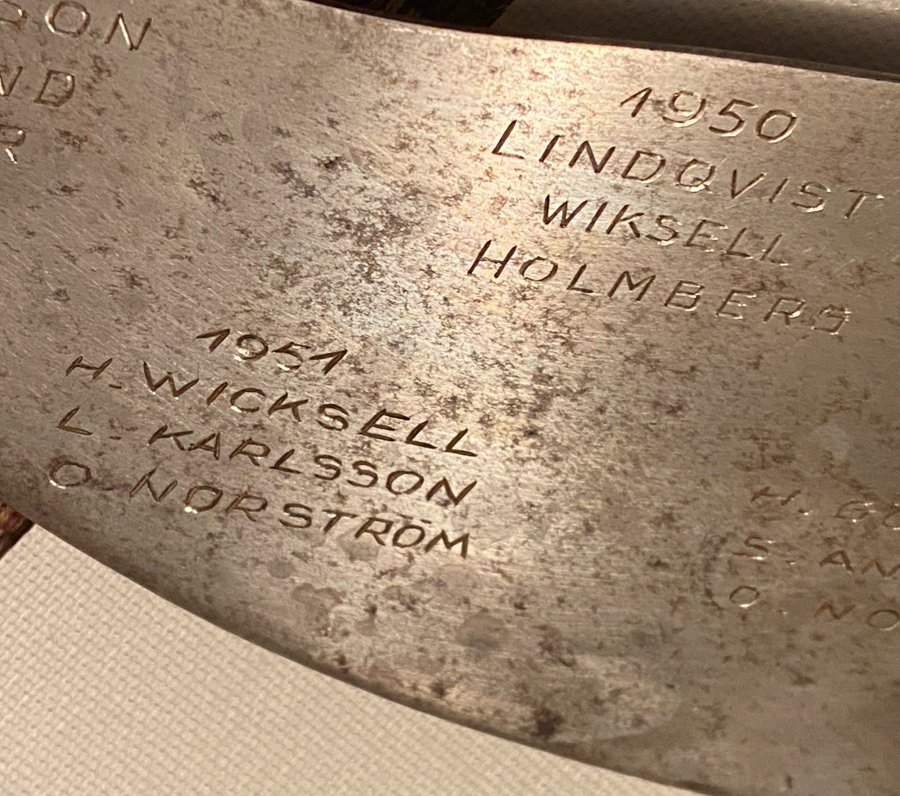 1950
LINDQVIST
WIKSELL
HOLMBERG
1951
H. WICKSELL
L. KARLSSON
O. NORSTRÖM
H.
S.
O.